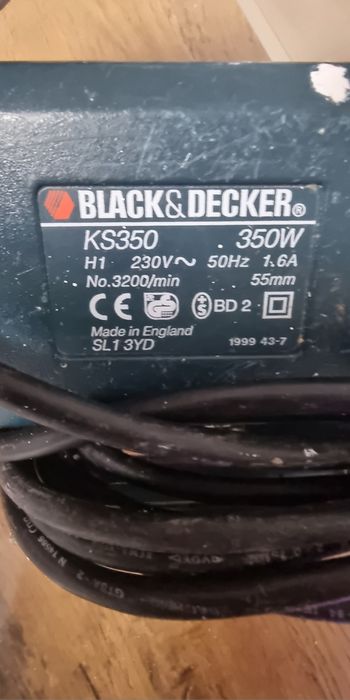 BLACK&DECKER®
KS350 350W
H1 230V~ 50Hz 1.6A
No.3200/min 55mm
CE GS BD 2
Made in England
SL1 3YD 1999 43-7